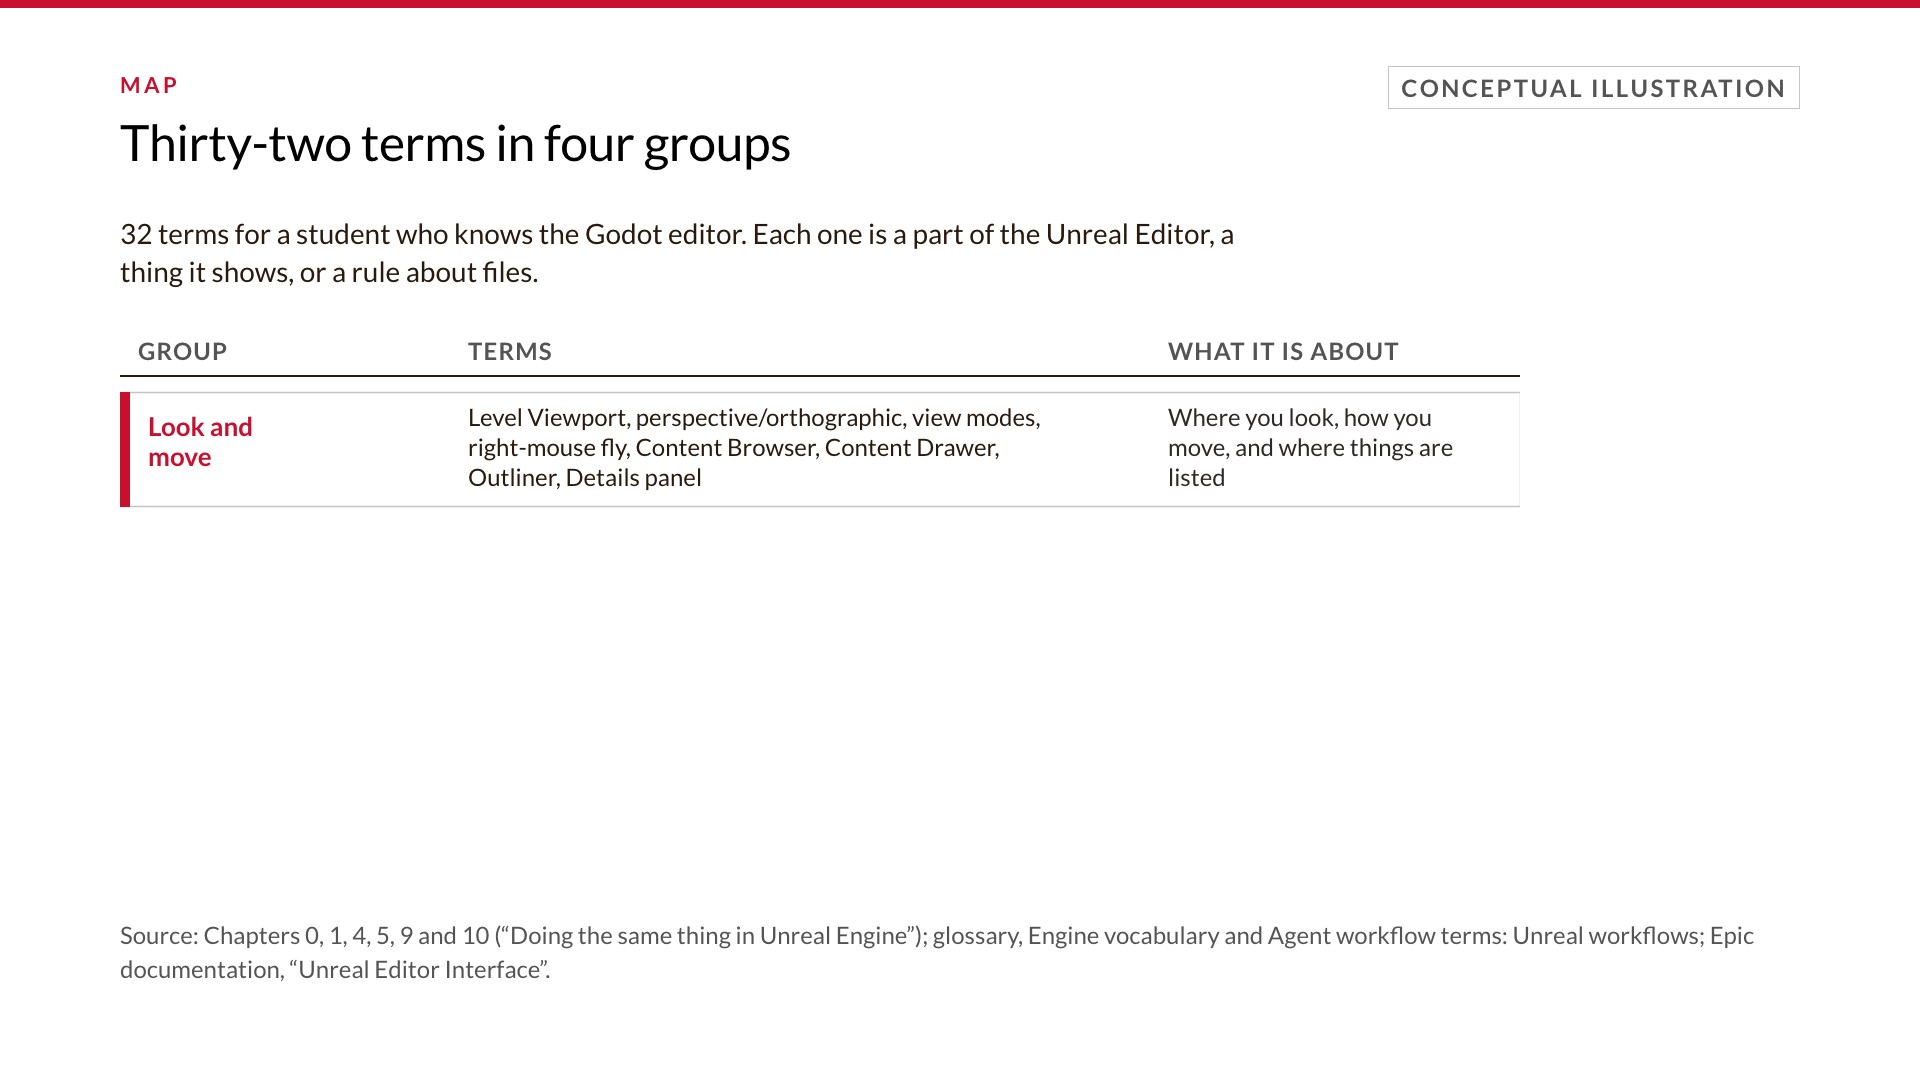 MAP
CONCEPTUAL ILLUSTRATION
Thirty-two terms in four groups
32 terms for a student who knows the Godot editor. Each one is a part of the Unreal Editor, a
thing it shows, or a rule about files.
GROUP TERMS WHAT IT IS ABOUT
Look and
move
Level Viewport, perspective/orthographic, view modes,
right-mouse fly, Content Browser, Content Drawer,
Outliner, Details panel
Where you look, how you
move, and where things are
listed
Source: Chapters 0, 1, 4, 5, 9 and 10 (“Doing the same thing in Unreal Engine”); glossary, Engine vocabulary and Agent workflow terms: Unreal workflows; Epic
documentation, “Unreal Editor Interface”.